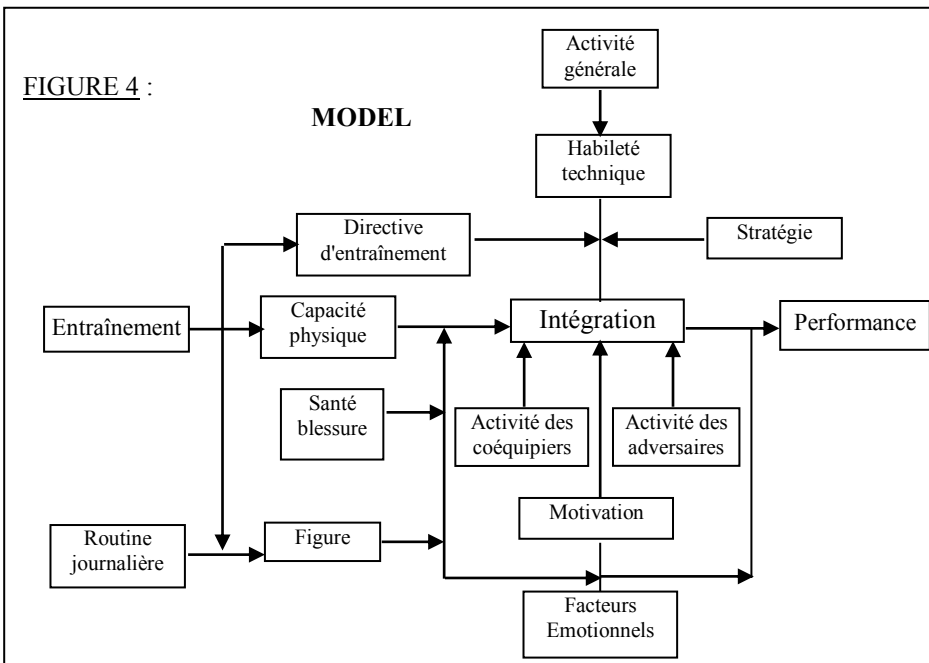 Activité
générale
FIGURE 4 :
MODEL
Habileté
technique
Directive
d'entraînement
Stratégie
Entraînement
Capacité
physique
Intégration
Performance
Santé
blessure
Activité des
coéquipiers
Activité des
adversaires
Motivation
Routine
journalière
Figure
Facteurs
Emotionnels